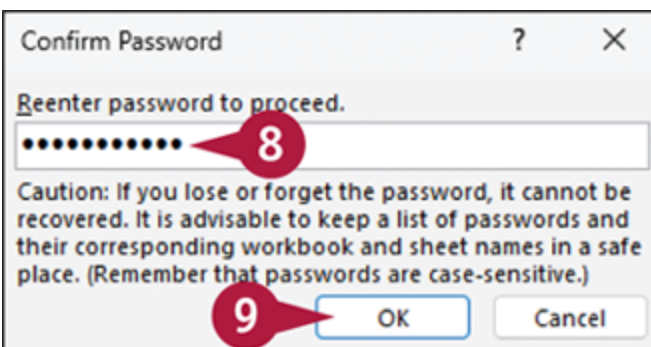 Confirm Password ? ×
Reenter password to proceed.
••••••••••• 8
Caution: If you lose or forget the password, it cannot be
recovered. It is advisable to keep a list of passwords and
their corresponding workbook and sheet names in a safe
place. (Remember that passwords are case-sensitive.)
9 OK Cancel